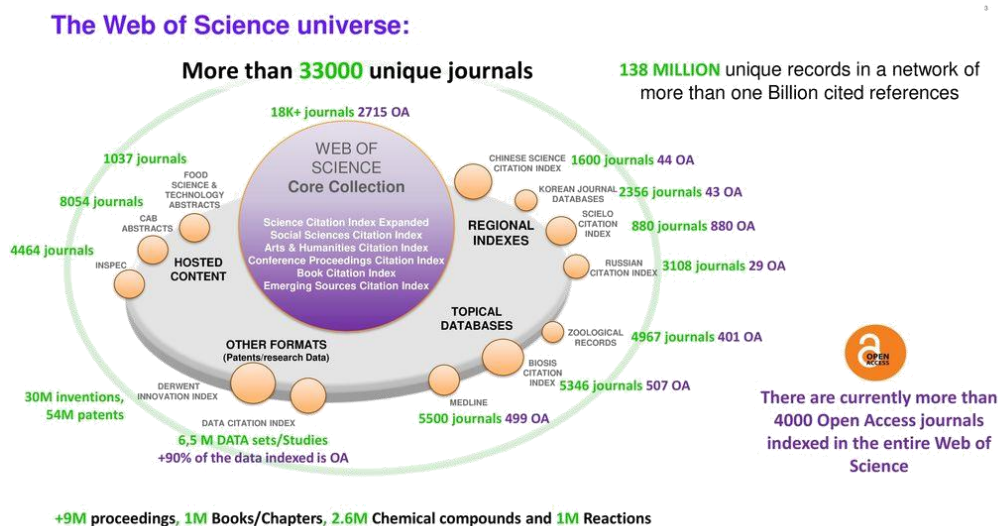 3
The Web of Science universe:
More than 33000 unique journals
138 MILLION unique records in a network of
more than one Billion cited references
18K+ journals 2715 OA
WEB OF
SCIENCE
Core Collection
Science Citation Index Expanded
Social Sciences Citation Index
Arts & Humanities Citation Index
Conference Proceedings Citation Index
Book Citation Index
Emerging Sources Citation Index
1037 journals
FOOD
SCIENCE &
TECHNOLOGY
ABSTRACTS
8054 journals
CAB
ABSTRACTS
4464 journals
INSPEC
HOSTED
CONTENT
CHINESE SCIENCE
CITATION INDEX
1600 journals 44 OA
KOREAN JOURNAL
DATABASES
2356 journals 43 OA
SCIELO
CITATION
INDEX
880 journals 880 OA
REGIONAL
INDEXES
RUSSIAN
CITATION INDEX
3108 journals 29 OA
TOPICAL
DATABASES
ZOOLOGICAL
RECORDS
4967 journals 401 OA
BIOSIS
CITATION
INDEX
5346 journals 507 OA
MEDLINE
5500 journals 499 OA
OTHER FORMATS
(Patents/research Data)
DERWENT
INNOVATION INDEX
30M inventions,
54M patents
DATA CITATION INDEX
6,5 M DATA sets/Studies
+90% of the data indexed is OA
OPEN
ACCESS
There are currently more than
4000 Open Access journals
indexed in the entire Web of
Science
+9M proceedings, 1M Books/Chapters, 2.6M Chemical compounds and 1M Reactions